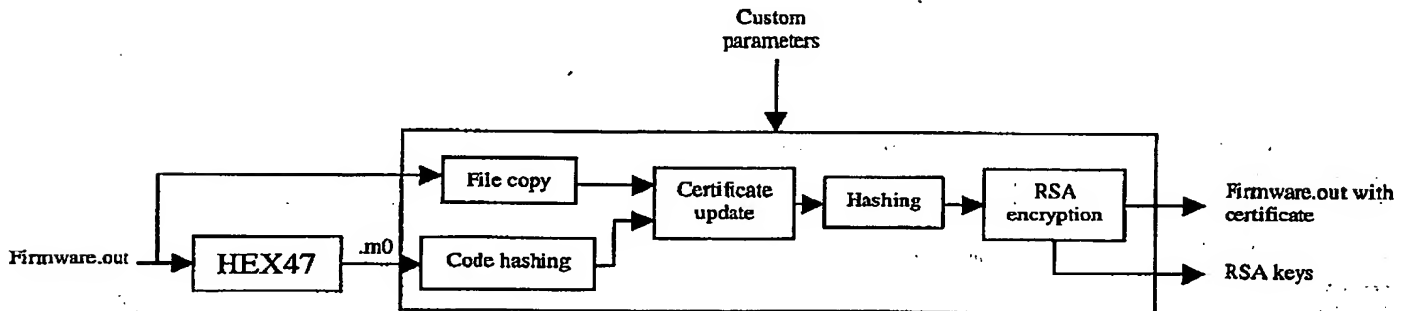 Custom
parameters
File copy
Certificate
update
Hashing
RSA
encryption
Firmware.out with
certificate
Firmware.out
HEX47
.m0
Code hashing
RSA keys